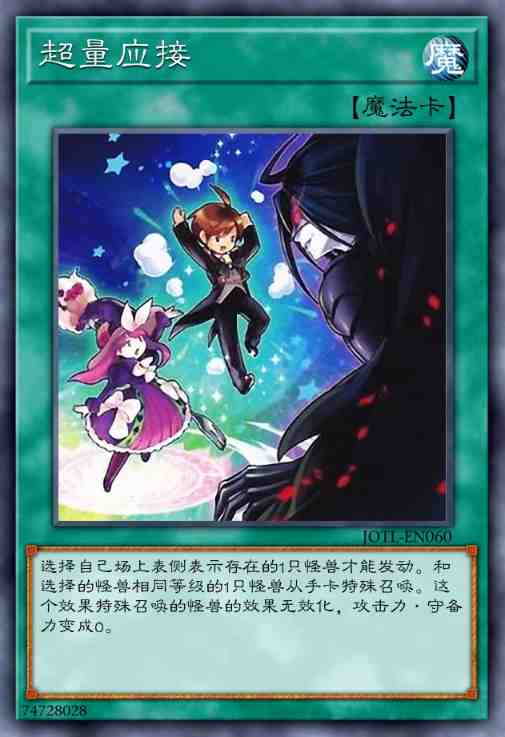 超量应接
魔
【魔法卡】
JOTL-EN060
选择自己场上表侧表示存在的1只怪兽才能发动。和
选择的怪兽相同等级的1只怪兽从手卡特殊召唤。这
个效果特殊召唤的怪兽的效果无效化，攻击力·守备
力变成0。
74728028